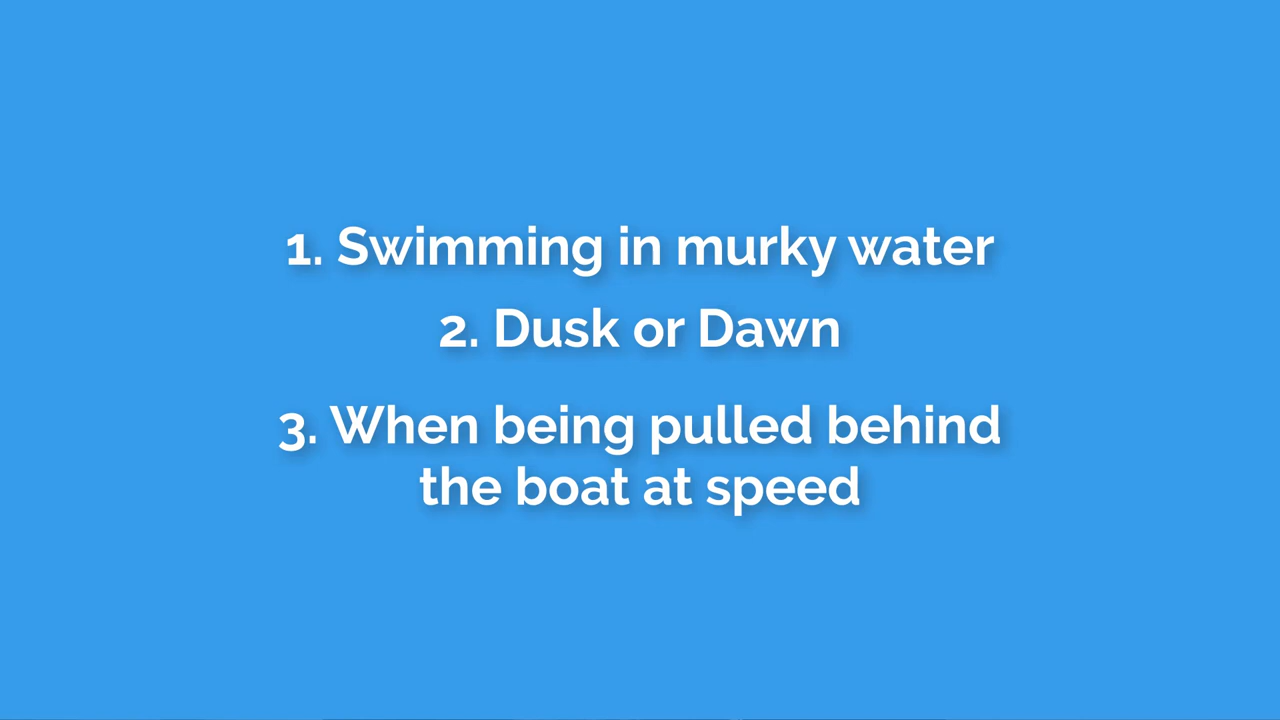 1. Swimming in murky water
2. Dusk or Dawn
3. When being pulled behind
the boat at speed